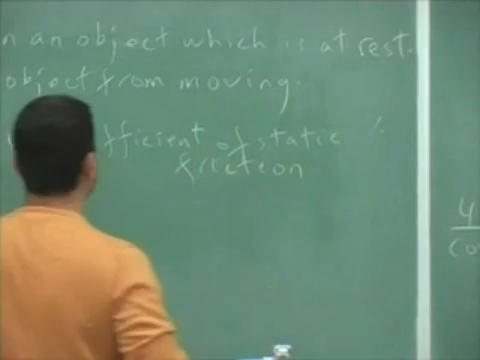 n an object which is at rest.
object from moving.
fficient of static
friction
4
co